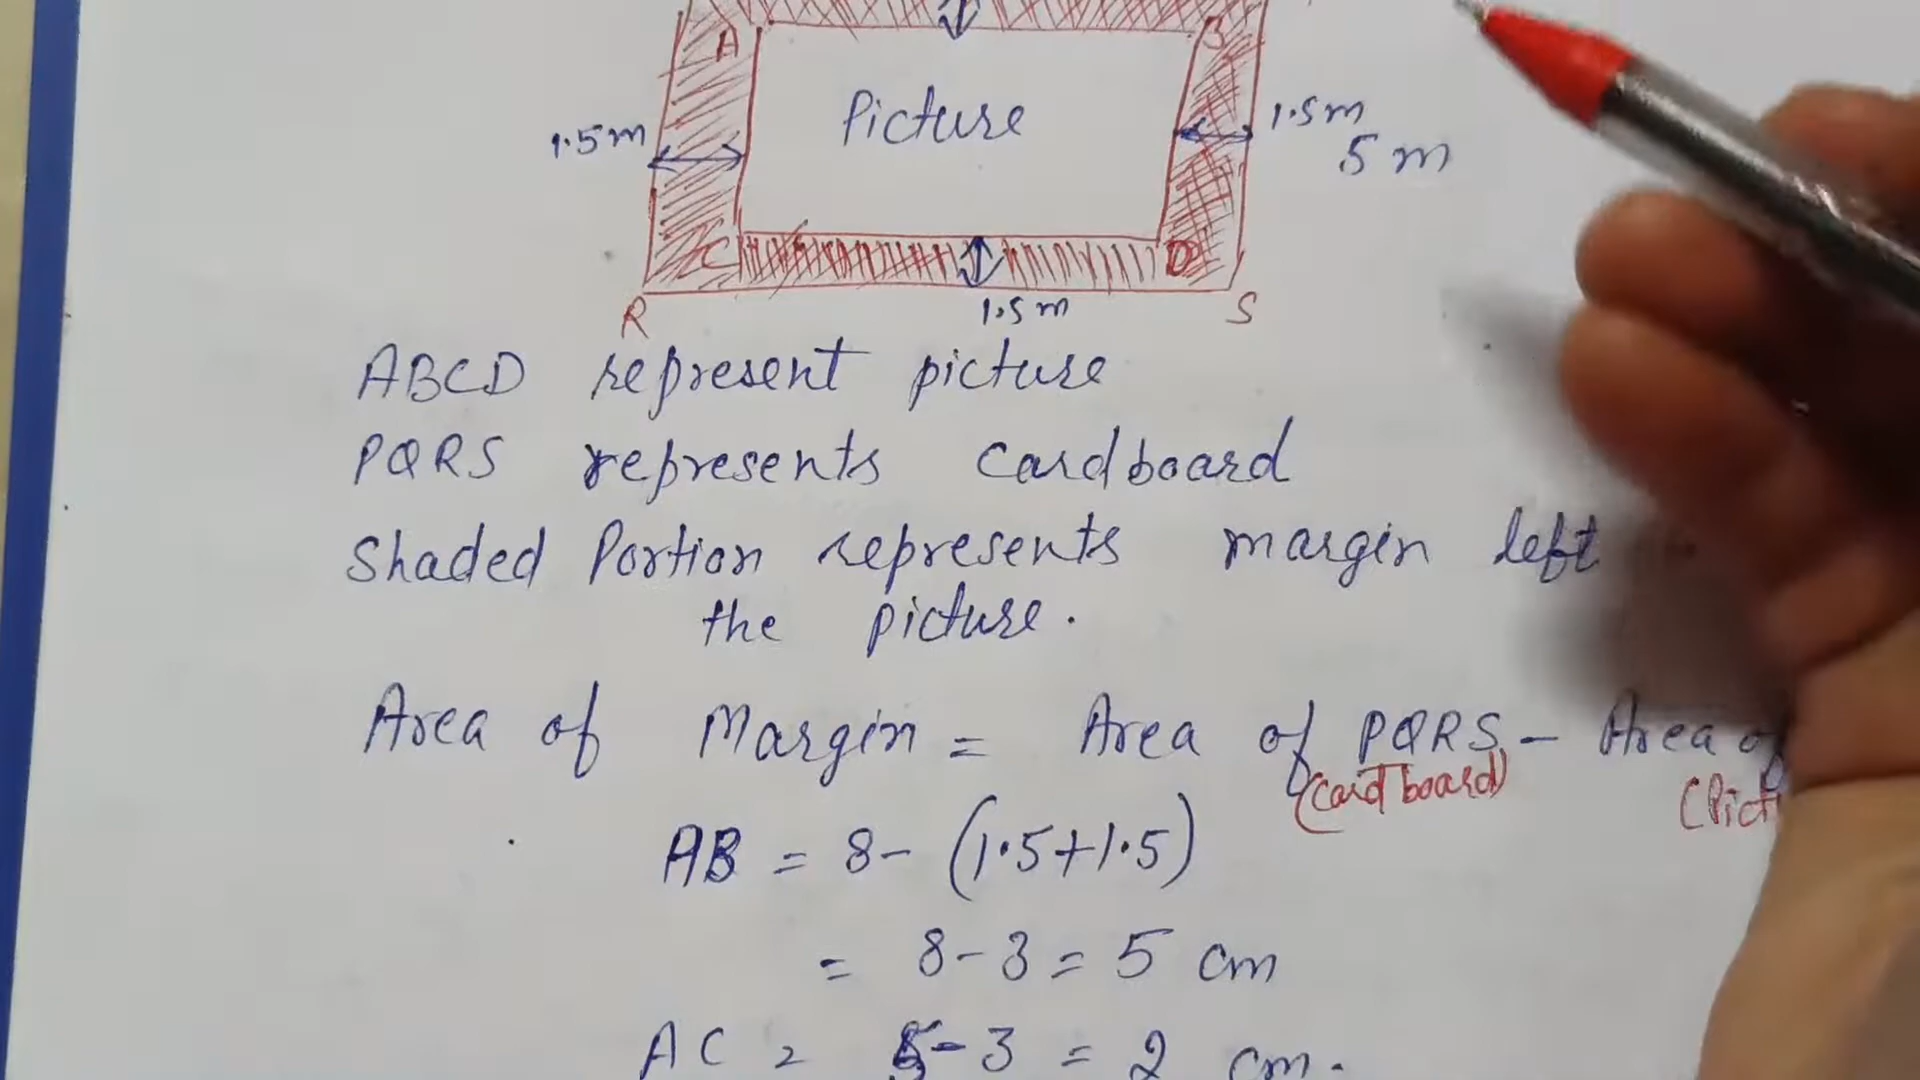 A B
Picture
1.5m
1.5m
5 m
C D
1.5m
R S
ABCD represent picture
PQRS represents Cardboard
Shaded Portion represents margin left
the picture.
Area of Margin = Area of PQRS - Area of
(Cardboard)
AB = 8- (1.5+1.5)
= 8-3 = 5 cm
AC = 5-3 = 2 cm.